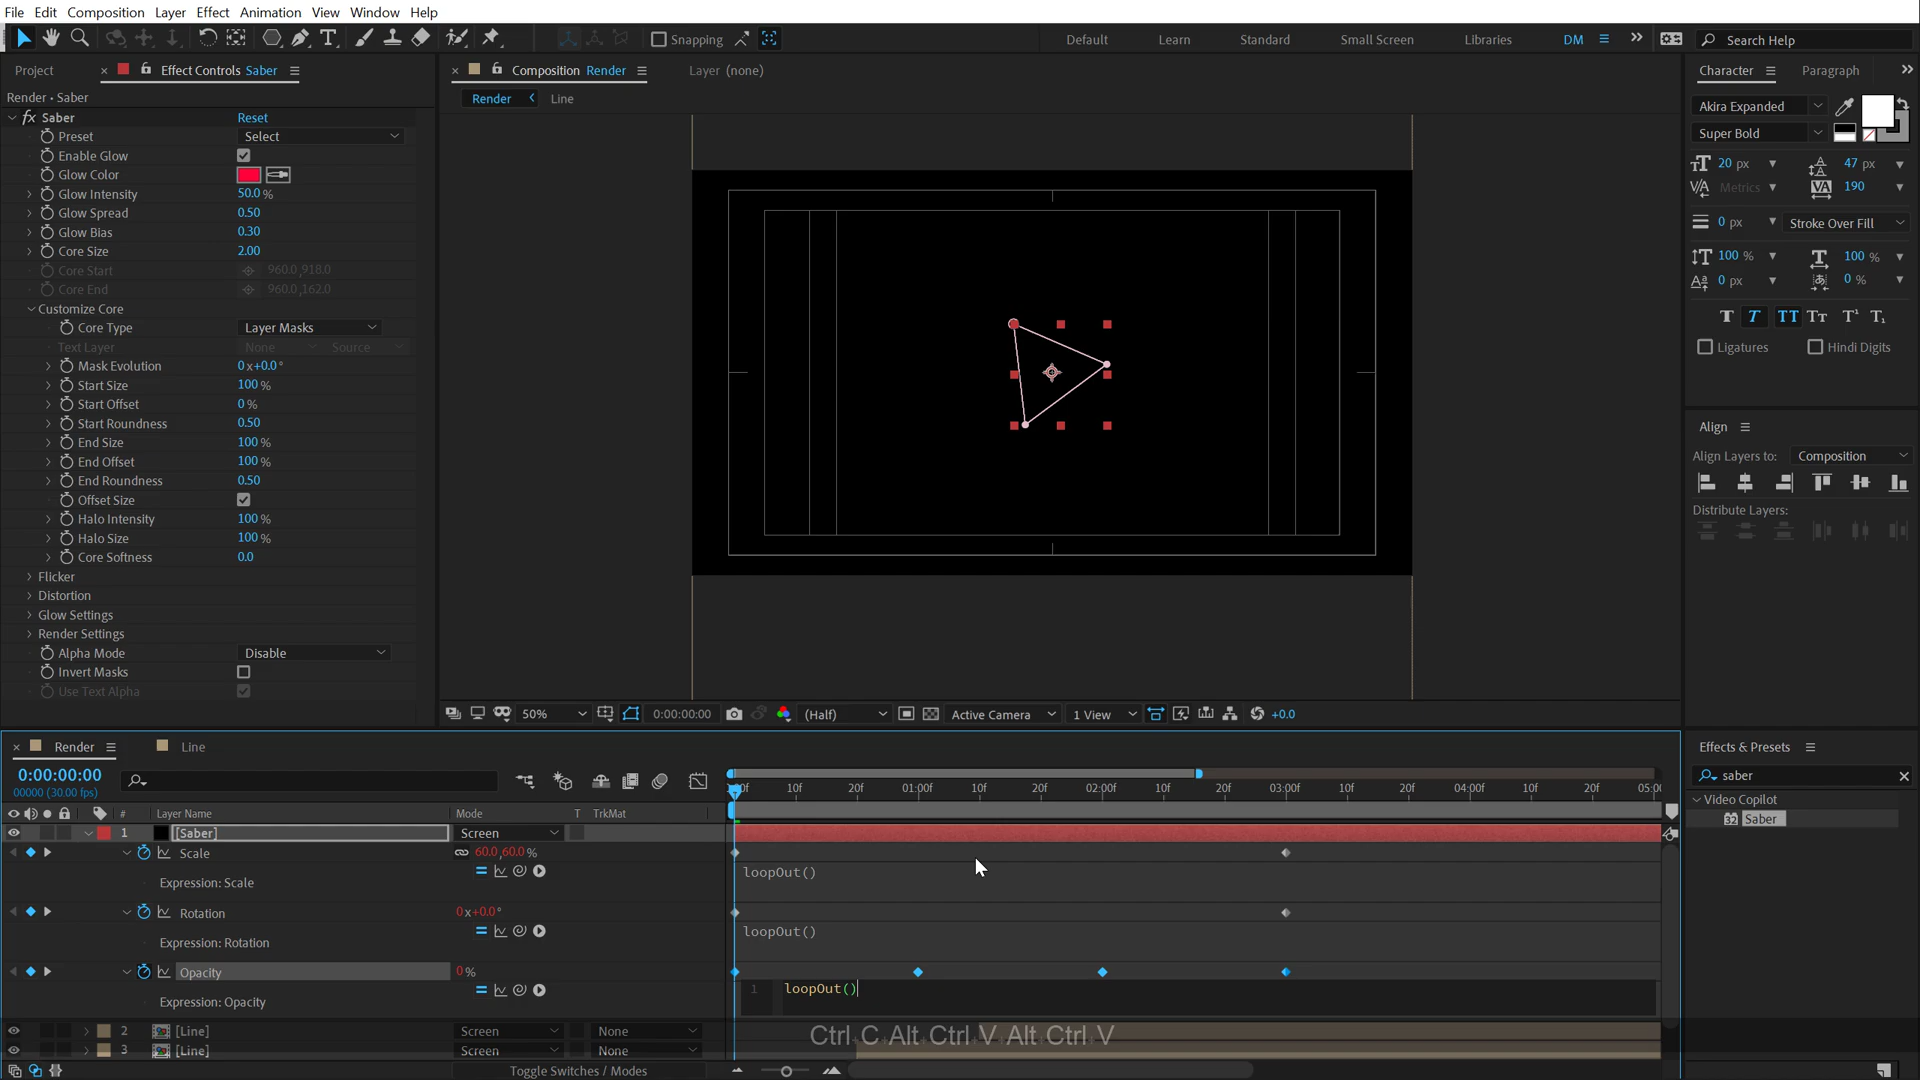 File Edit Composition Layer Effect Animation View Window Help
Snapping
Default Learn Standard Small Screen Libraries DM Search Help
Project Effect Controls Saber
Composition Render Layer (none)
Character Paragraph
Render • Saber
Render Line
fx Saber Reset
Preset Select
Enable Glow
Glow Color
Glow Intensity 50.0 %
Glow Spread 0.50
Glow Bias 0.30
Core Size 2.00
Core Start 960.0,918.0
Core End 960.0,162.0
Customize Core
Core Type Layer Masks
Text Layer None Source
Mask Evolution 0x+0.0°
Start Size 100 %
Start Offset 0 %
Start Roundness 0.50
End Size 100 %
End Offset 100 %
End Roundness 0.50
Offset Size
Halo Intensity 100 %
Halo Size 100 %
Core Softness 0.0
Flicker
Distortion
Glow Settings
Render Settings
Alpha Mode Disable
Invert Masks
Use Text Alpha
50% 0:00:00:00 (Half) Active Camera 1 View +0.0
Akira Expanded
Super Bold
20 px 47 px
Metrics 190
0 px Stroke Over Fill
100 % 100 %
0 px 0 %
T T TT Tт T¹ T₁
Ligatures Hindi Digits
Align
Align Layers to: Composition
Distribute Layers:
Effects & Presets
saber
Video Copilot
32 Saber
Render Line
0:00:00:00
00000 (30.00 fps)
10f 20f 01:00f 10f 20f 02:00f 10f 20f 03:00f 10f 20f 04:00f 10f 20f 05:00
# Layer Name Mode T TrkMat
1 [Saber] Screen
Scale 60.0,60.0 %
Expression: Scale
loopOut()
Rotation 0x+0.0°
Expression: Rotation
loopOut()
Opacity 0 %
Expression: Opacity
1 loopOut()
2 [Line] Screen None
3 [Line] Screen None
Ctrl C Alt Ctrl V Alt Ctrl V
Toggle Switches / Modes